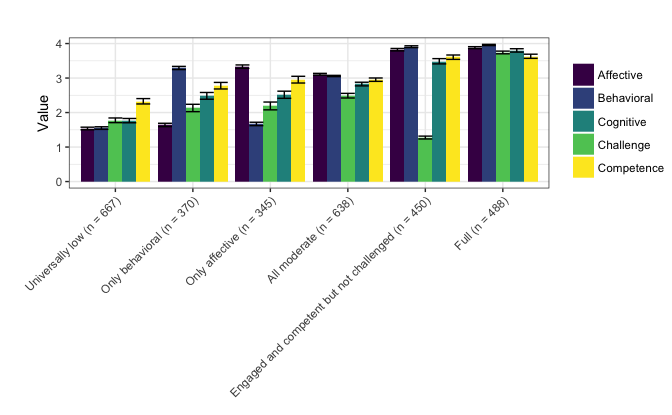 Value
4
3
2
1
0
Universally low (n = 667)
Only behavioral (n = 370)
Only affective (n = 345)
All moderate (n = 638)
Engaged and competent but not challenged (n = 450)
Full (n = 488)
Affective
Behavioral
Cognitive
Challenge
Competence